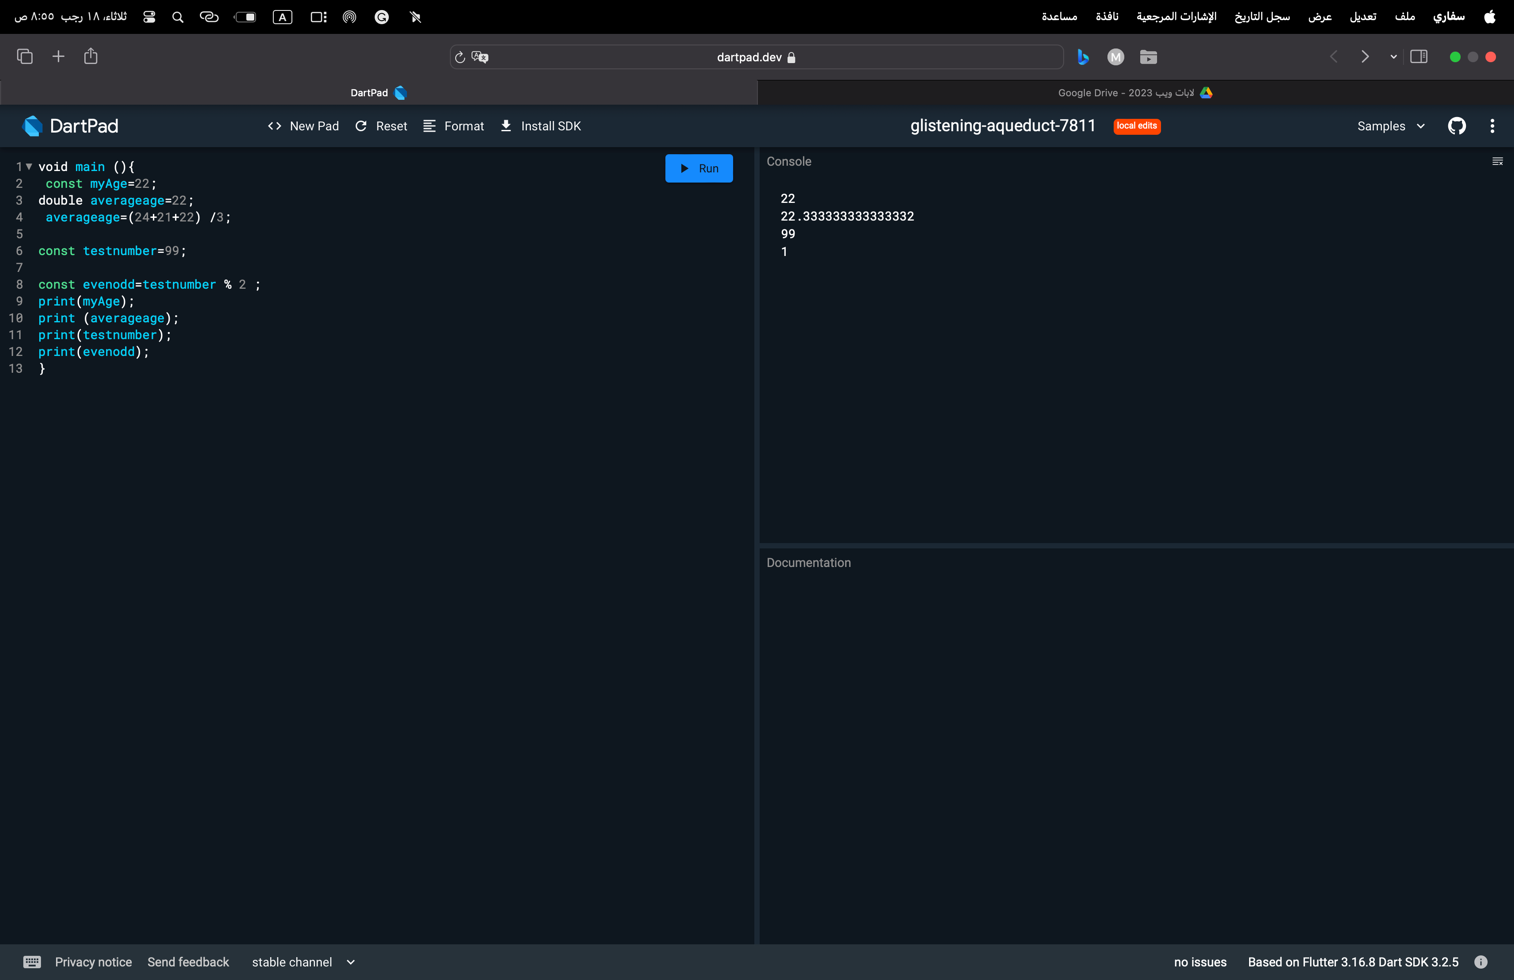 ثلاثاء، ١٨ رجب ٨:٥٥ ص
A
سفاري ملف تعديل عرض سجل التاريخ الإشارات المرجعية نافذة مساعدة
dartpad.dev
M
DartPad
لابات ويب 2023 - Google Drive
DartPad
<> New Pad Reset Format Install SDK
glistening-aqueduct-7811 local edits
Samples
Run
1 void main (){
2 const myAge=22;
3 double averageage=22;
4 averageage=(24+21+22) /3;
5
6 const testnumber=99;
7
8 const evenodd=testnumber % 2 ;
9 print(myAge);
10 print (averageage);
11 print(testnumber);
12 print(evenodd);
13 }
Console
22
22.333333333333332
99
1
Documentation
Privacy notice Send feedback stable channel
no issues Based on Flutter 3.16.8 Dart SDK 3.2.5